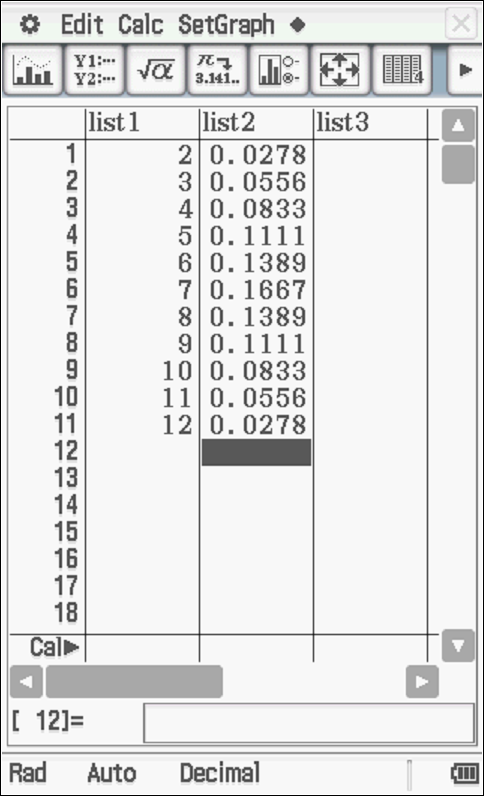 Edit Calc SetGraph
Y1:··· Y2:··· √α π 3.141.. 4
list1 list2 list3
1 2 0.0278
2 3 0.0556
3 4 0.0833
4 5 0.1111
5 6 0.1389
6 7 0.1667
7 8 0.1389
8 9 0.1111
9 10 0.0833
10 11 0.0556
11 12 0.0278
12
13
14
15
16
17
18
Cal▶
[ 12]=
Rad Auto Decimal